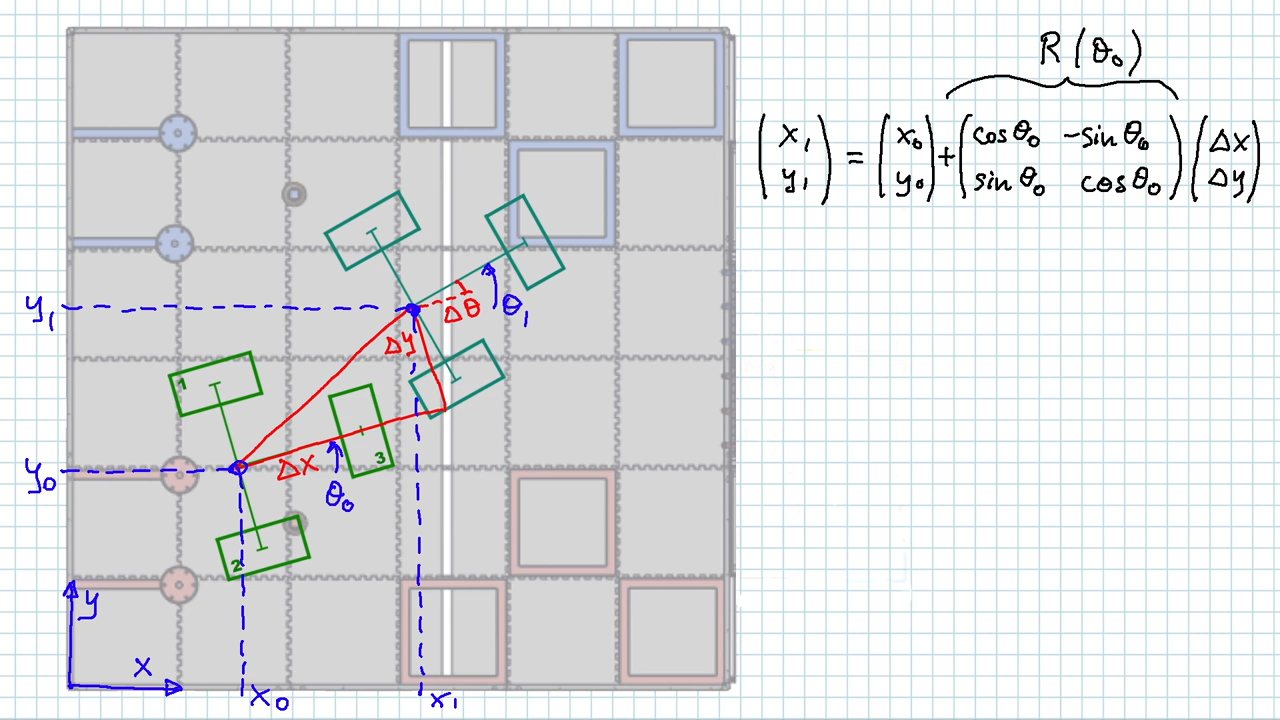 R(θ₀)
(x₁ y₁) = (x₀ y₀) + (cos θ₀ -sin θ₀ sin θ₀ cos θ₀) (Δx Δy)
y₁
Δθ
θ₁
Δy
1
y₀
Δx
3
θ₀
2
y
x
x₀
x₁